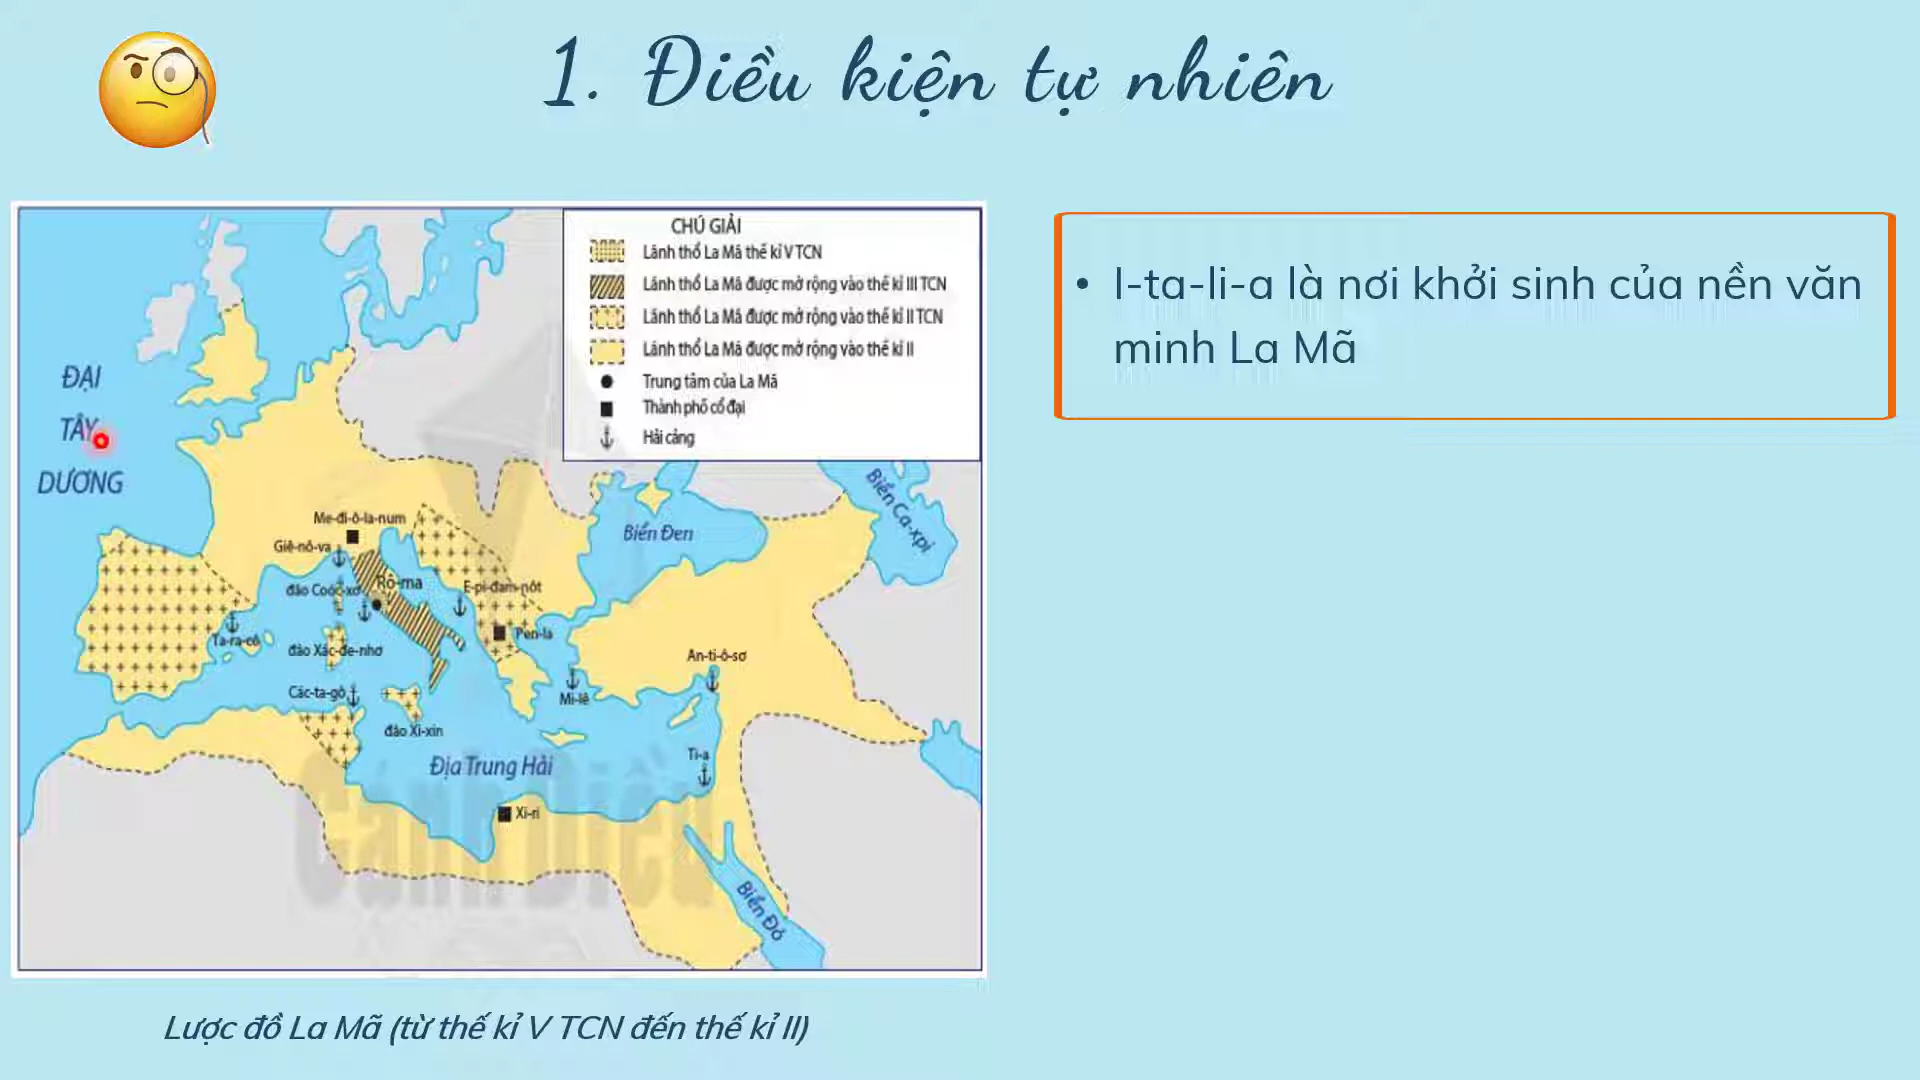 1. Điều kiện tự nhiên
CHÚ GIẢI
Lãnh thổ La Mã thế kỉ V TCN
Lãnh thổ La Mã được mở rộng vào thế kỉ III TCN
Lãnh thổ La Mã được mở rộng vào thế kỉ II TCN
Lãnh thổ La Mã được mở rộng vào thế kỉ II
Trung tâm của La Mã
Thành phố cổ đại
Hải cảng
ĐẠI
TÂY
DƯƠNG
Biển Ca-xpi
Biển Đen
Me-đi-ô-la-num
Giê-nô-va
đảo Coóc-xơ
Rô-ma
E-pi-đam-nốt
Ta-ra-cô
đảo Xác-đe-nhơ
Pen-la
An-ti-ô-sơ
Các-ta-gô
Mi-lê
đảo Xi-xin
Địa Trung Hải
Ti-a
Xi-ri
Biển Đỏ
Cánh Diều
Lược đồ La Mã (từ thế kỉ V TCN đến thế kỉ II)
• I-ta-li-a là nơi khởi sinh của nền văn
minh La Mã